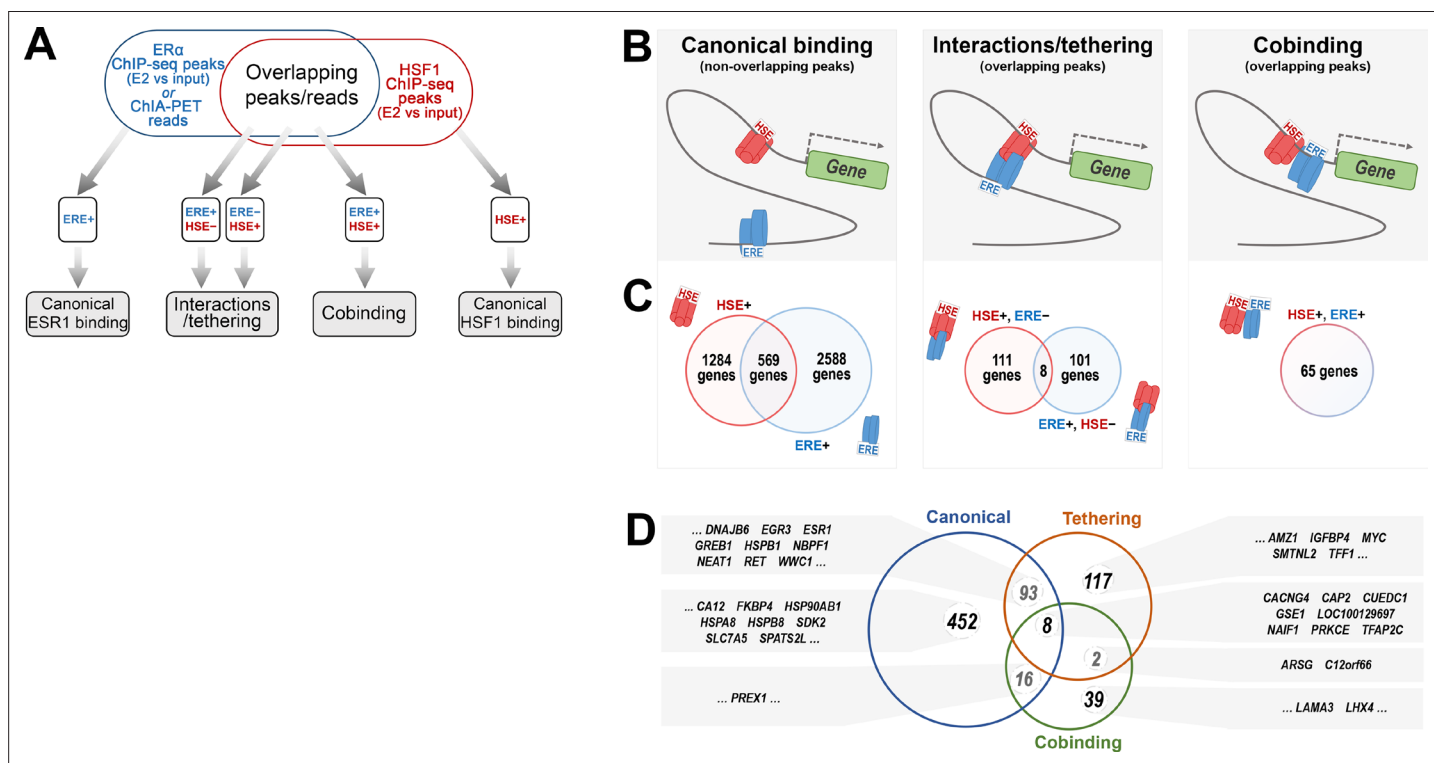 A
ERα
ChIP-seq peaks
(E2 vs input)
or
ChIA-PET
reads
Overlapping
peaks/reads
HSF1
ChIP-seq
peaks
(E2 vs input)
ERE+
ERE+
HSE−
ERE−
HSE+
ERE+
HSE+
HSE+
Canonical
ESR1 binding
Interactions
/tethering
Cobinding
Canonical
HSF1 binding
B
Canonical binding
(non-overlapping peaks)
HSE
Gene
ERE
Interactions/tethering
(overlapping peaks)
HSE
Gene
ERE
Cobinding
(overlapping peaks)
HSE
ERE
Gene
C
HSE
HSE+
1284
genes
569
genes
2588
genes
ERE+
ERE
HSE
HSE+, ERE−
111
genes
8
101
genes
ERE+, HSE−
ERE
HSE
ERE
HSE+, ERE+
65 genes
D
Canonical
Tethering
... DNAJB6 EGR3 ESR1
GREB1 HSPB1 NBPF1
NEAT1 RET WWC1 ...
... CA12 FKBP4 HSP90AB1
HSPA8 HSPB8 SDK2
SLC7A5 SPATS2L ...
... PREX1 ...
452
93
117
8
16
2
39
... AMZ1 IGFBP4 MYC
SMTNL2 TFF1 ...
CACNG4 CAP2 CUEDC1
GSE1 LOC100129697
NAIF1 PRKCE TFAP2C
ARSG C12orf66
... LAMA3 LHX4 ...
Cobinding